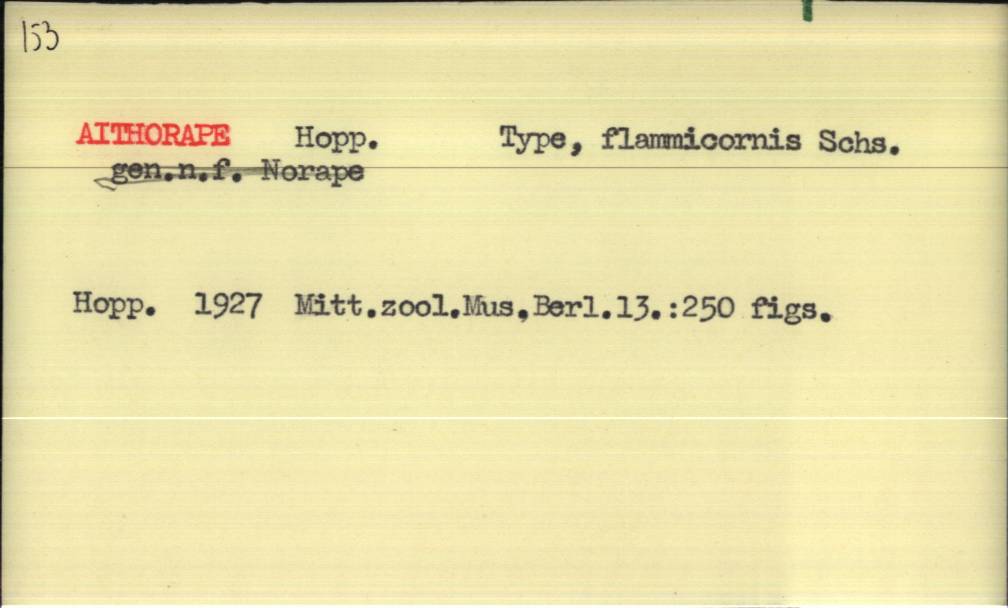 153
AITHORAPE Hopp. Type, flammicornis Schs.
gen.n.f. Norape
Hopp. 1927 Mitt.zool.Mus.Berl.13.:250 figs.